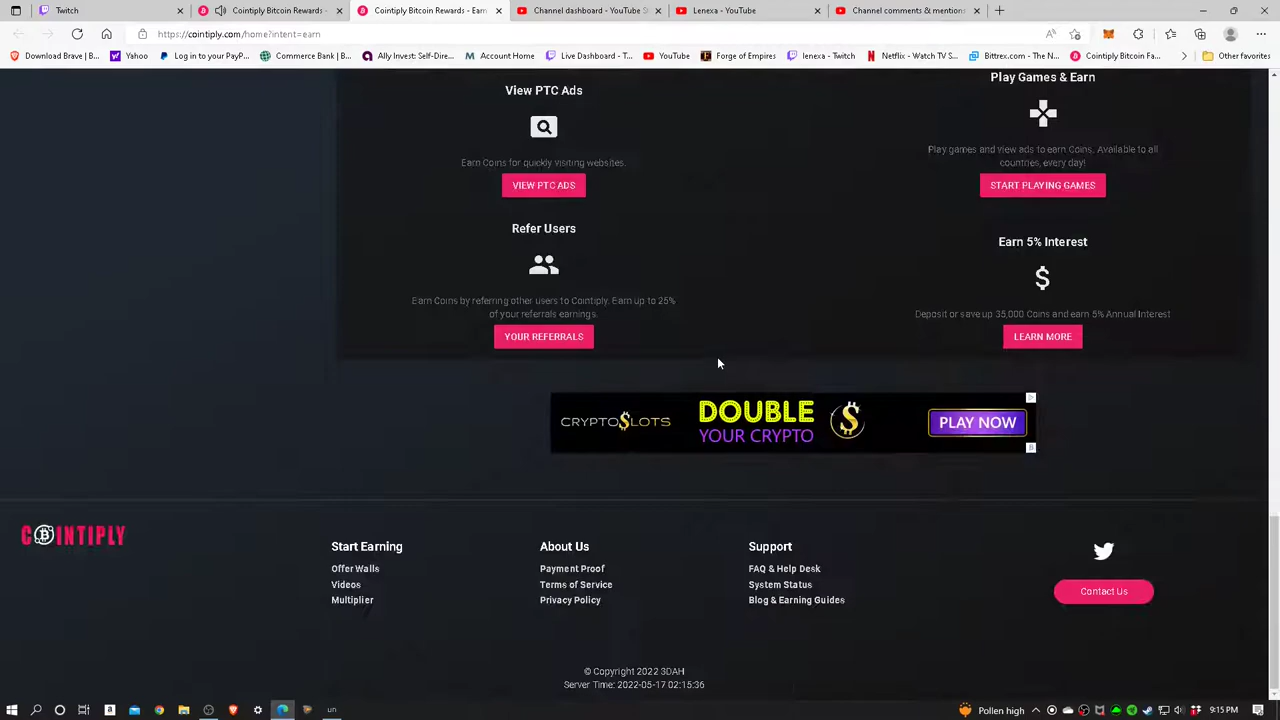 Twitch
Cointiply Bitcoin Rewards -
Cointiply Bitcoin Rewards - Earn
Channel dashboard - YouTube S
Lenexa - YouTube
Channel comments & mentions
https://cointiply.com/home?intent=earn
Download Brave | B...
Yahoo
Log in to your PayP...
Commerce Bank | B...
Ally Invest: Self-Dire...
Account Home
Live Dashboard - T...
YouTube
Forge of Empires
lenexa - Twitch
Netflix - Watch TV S...
Bittrex.com - The N...
Cointiply Bitcoin Fa...
Other favorites
View PTC Ads
Earn Coins for quickly visiting websites.
VIEW PTC ADS
Play Games & Earn
Play games and view ads to earn Coins. Available to all
countries, every day!
START PLAYING GAMES
Refer Users
Earn Coins by referring other users to Cointiply. Earn up to 25%
of your referrals earnings.
YOUR REFERRALS
Earn 5% Interest
Deposit or save up 35,000 Coins and earn 5% Annual Interest
LEARN MORE
CRYPTOSLOTS
DOUBLE
YOUR CRYPTO
PLAY NOW
COINTIPLY
Start Earning
Offer Walls
Videos
Multiplier
About Us
Payment Proof
Terms of Service
Privacy Policy
Support
FAQ & Help Desk
System Status
Blog & Earning Guides
Contact Us
© Copyright 2022 3DAH
Server Time: 2022-05-17 02:15:36
un
Pollen high
9:15 PM